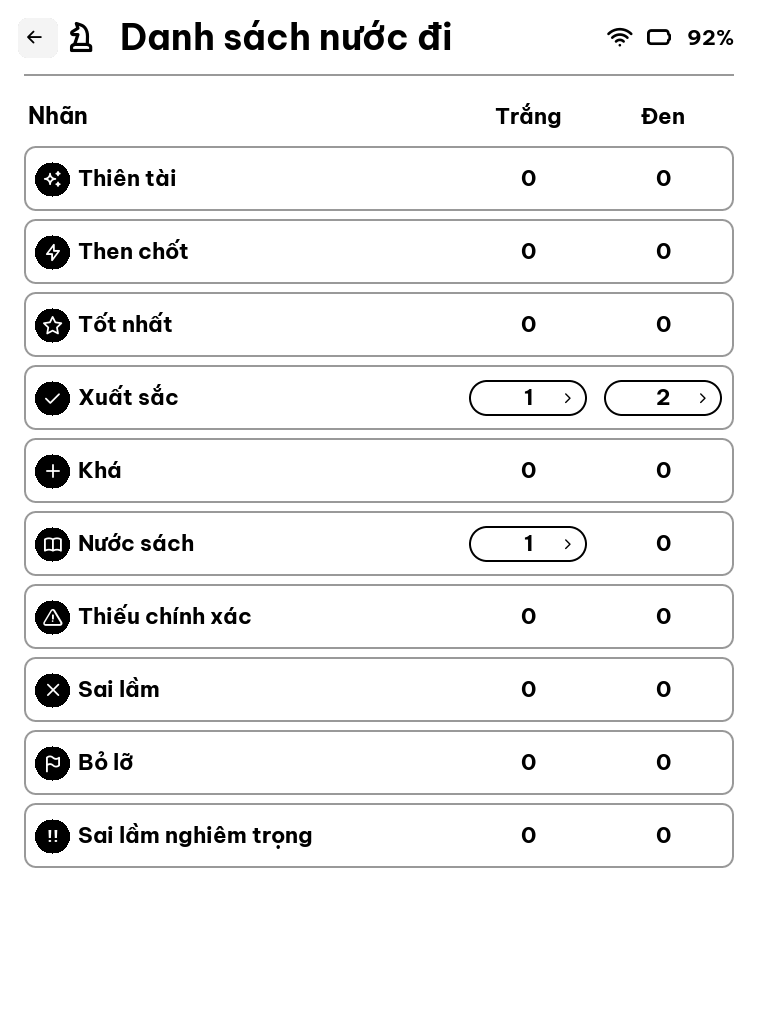 Danh sách nước đi 92%
Nhãn Trắng Đen
Thiên tài 0 0
Then chốt 0 0
Tốt nhất 0 0
Xuất sắc 1 2
Khá 0 0
Nước sách 1 0
Thiếu chính xác 0 0
Sai lầm 0 0
Bỏ lỡ 0 0
Sai lầm nghiêm trọng 0 0